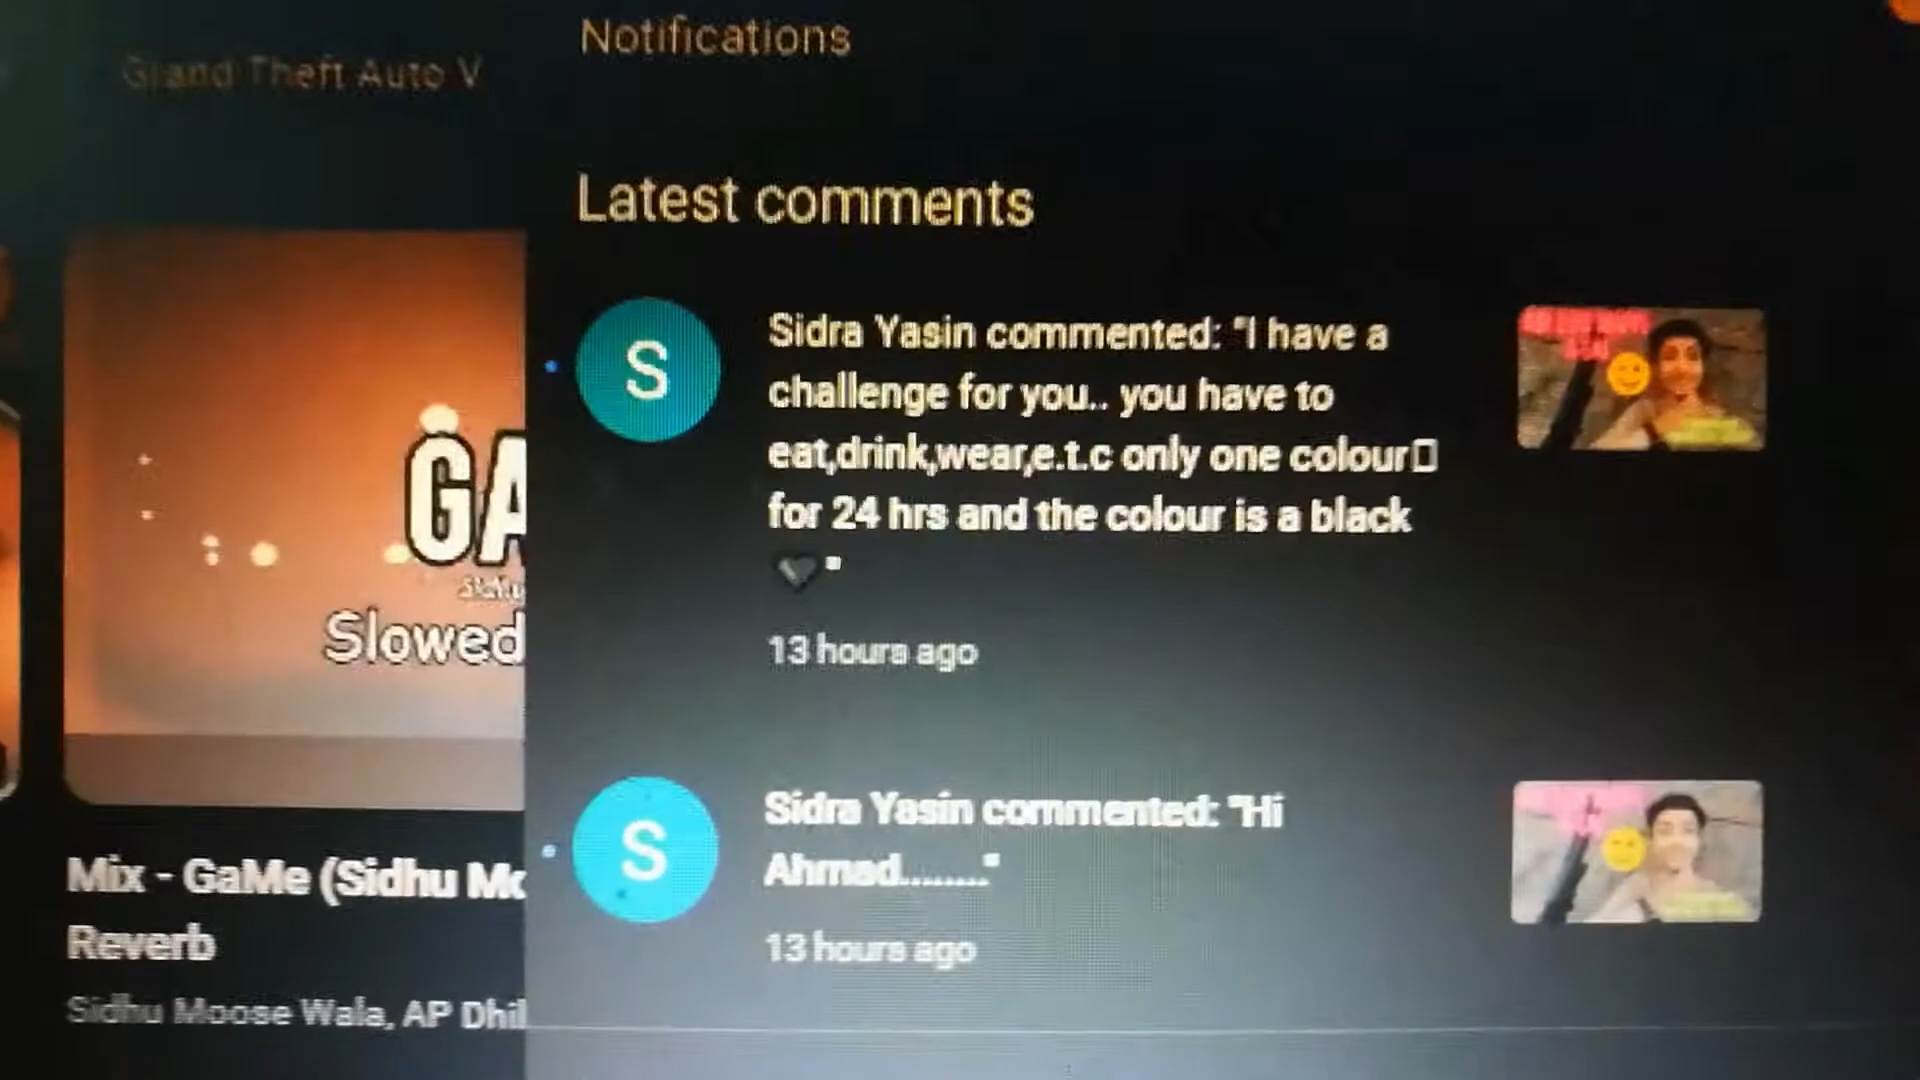 Notifications
Grand Theft Auto V
Latest comments
S
Sidra Yasin commented: "I have a
challenge for you.. you have to
eat,drink,wear,e.t.c only one colour▯
for 24 hrs and the colour is a black
🖤"
13 hours ago
GA
Slowed
S
Sidra Yasin commented: "Hi
Ahmad........"
13 hours ago
Mix - GaMe (Sidhu Mo
Reverb
Sidhu Moose Wala, AP Dhil